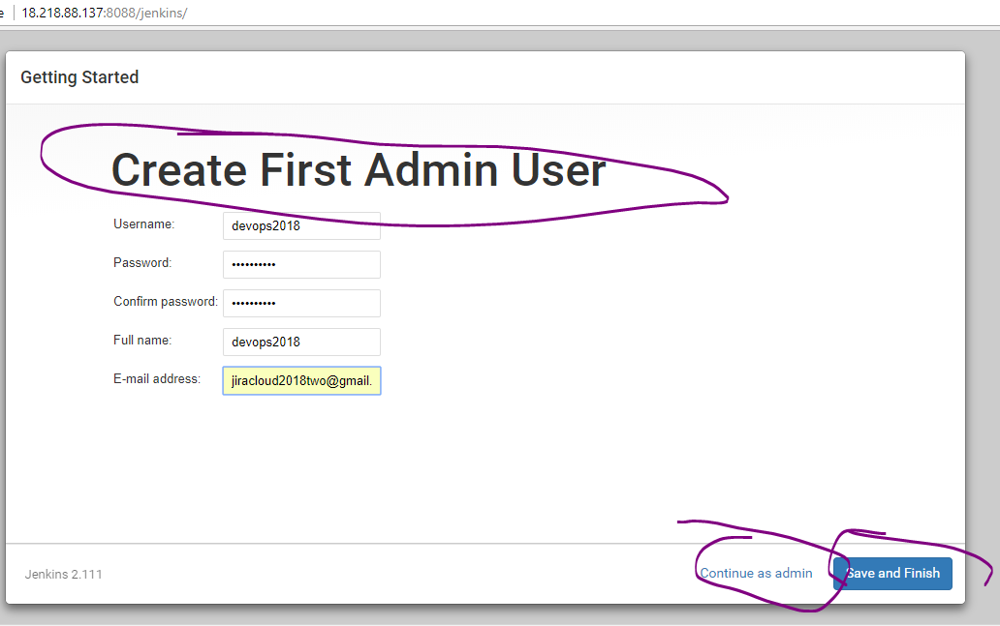 e 18.218.88.137:8088/jenkins/
Getting Started
Create First Admin User
Username: devops2018
Password: ••••••••••
Confirm password: ••••••••••
Full name: devops2018
E-mail address: jiracloud2018two@gmail.
Jenkins 2.111 Continue as admin Save and Finish